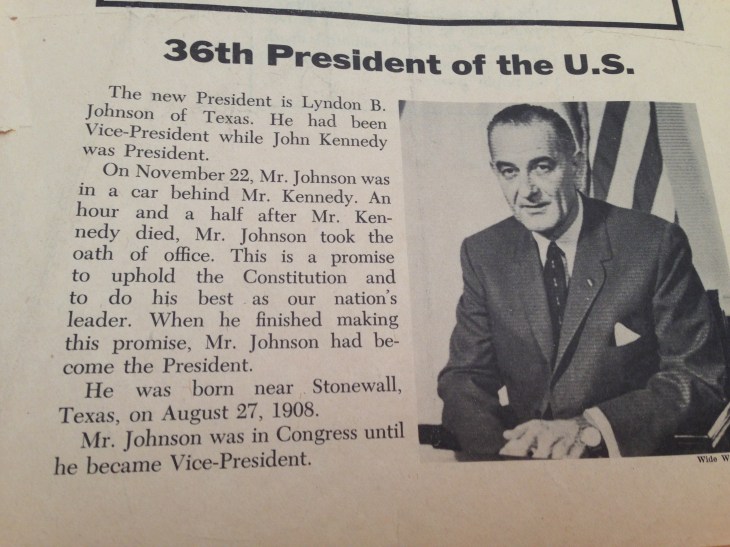 36th President of the U.S.
The new President is Lyndon B.
Johnson of Texas. He had been
Vice-President while John Kennedy
was President.
On November 22, Mr. Johnson was
in a car behind Mr. Kennedy. An
hour and a half after Mr. Ken-
nedy died, Mr. Johnson took the
oath of office. This is a promise
to uphold the Constitution and
to do his best as our nation's
leader. When he finished making
this promise, Mr. Johnson had be-
come the President.
He was born near Stonewall,
Texas, on August 27, 1908.
Mr. Johnson was in Congress until
he became Vice-President.
Wide